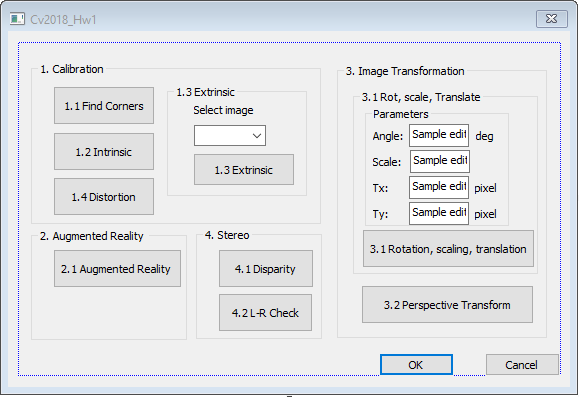 Cv2018_Hw1
1. Calibration
1.1 Find Corners
1.2 Intrinsic
1.4 Distortion
1.3 Extrinsic
Select image
1.3 Extrinsic
2. Augmented Reality
2.1 Augmented Reality
4. Stereo
4.1 Disparity
4.2 L-R Check
3. Image Transformation
3.1 Rot, scale, Translate
Parameters
Angle: Sample edit deg
Scale: Sample edit
Tx: Sample edit pixel
Ty: Sample edit pixel
3.1 Rotation, scaling, translation
3.2 Perspective Transform
OK
Cancel